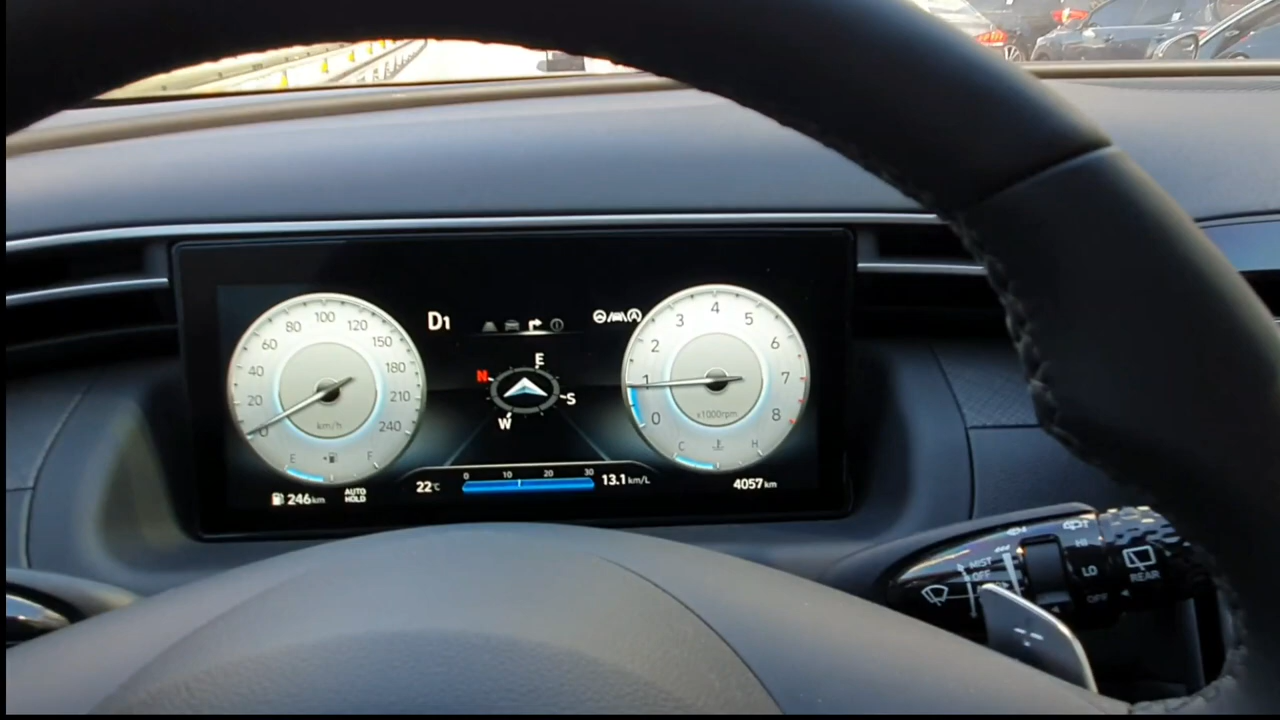 0 20 40 60 80 100 120 150 180 210 240
km/h
E F
246km
AUTO
HOLD
D1
N E S W
22°C
0 10 20 30
13.1 km/L
0 1 2 3 4 5 6 7 8
x1000rpm
C H
4057 km
HI
MIST
OFF
LO
OFF
REAR